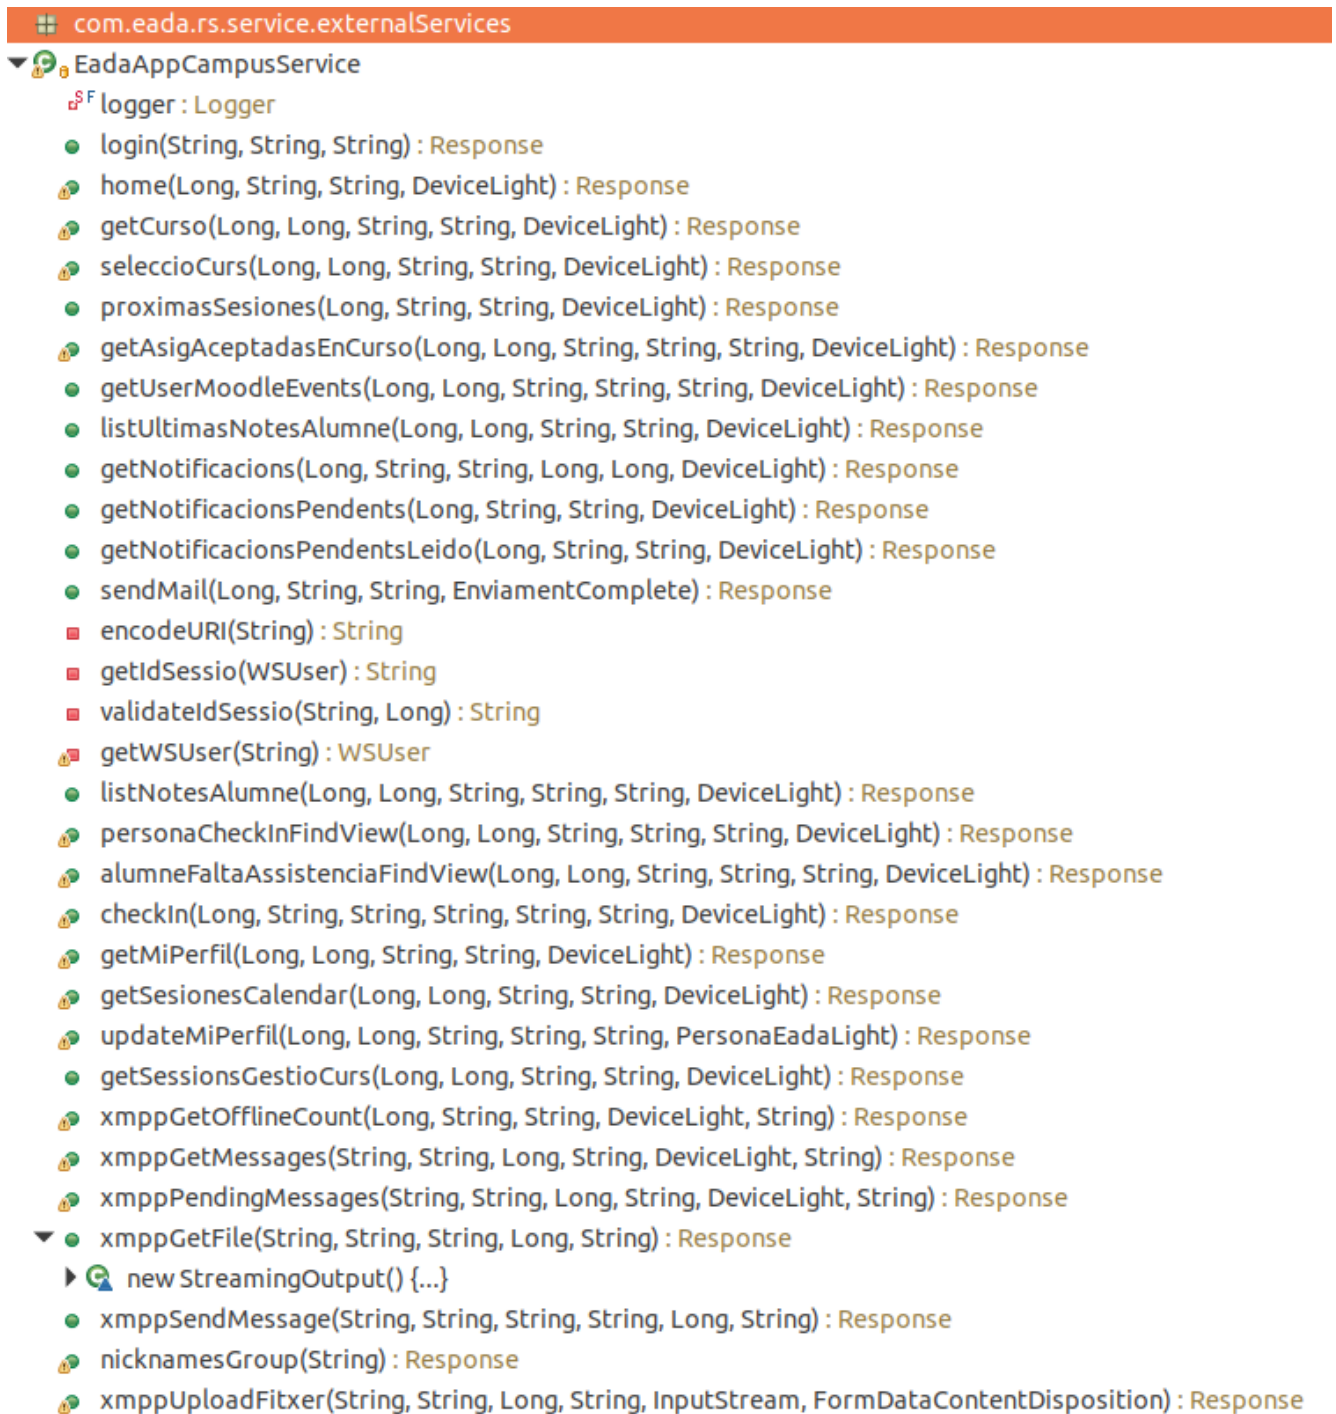 com.eada.rs.service.externalServices
EadaAppCampusService
logger : Logger
login(String, String, String) : Response
home(Long, String, String, DeviceLight) : Response
getCurso(Long, Long, String, String, DeviceLight) : Response
seleccioCurs(Long, Long, String, String, DeviceLight) : Response
proximasSesiones(Long, String, String, DeviceLight) : Response
getAsigAceptadasEnCurso(Long, Long, String, String, String, DeviceLight) : Response
getUserMoodleEvents(Long, Long, String, String, String, DeviceLight) : Response
listUltimasNotesAlumne(Long, Long, String, String, DeviceLight) : Response
getNotificacions(Long, String, String, Long, Long, DeviceLight) : Response
getNotificacionsPendents(Long, String, String, DeviceLight) : Response
getNotificacionsPendentsLeido(Long, String, String, DeviceLight) : Response
sendMail(Long, String, String, EnviamentComplete) : Response
encodeURI(String) : String
getIdSessio(WSUser) : String
validateIdSessio(String, Long) : String
getWSUser(String) : WSUser
listNotesAlumne(Long, Long, String, String, String, DeviceLight) : Response
personaCheckInFindView(Long, Long, String, String, String, DeviceLight) : Response
alumneFaltaAssistenciaFindView(Long, Long, String, String, String, DeviceLight) : Response
checkIn(Long, String, String, String, String, String, DeviceLight) : Response
getMiPerfil(Long, Long, String, String, DeviceLight) : Response
getSesionesCalendar(Long, Long, String, String, DeviceLight) : Response
updateMiPerfil(Long, Long, String, String, String, PersonaEadaLight) : Response
getSessionsGestioCurs(Long, Long, String, String, DeviceLight) : Response
xmppGetOfflineCount(Long, String, String, DeviceLight, String) : Response
xmppGetMessages(String, String, Long, String, DeviceLight, String) : Response
xmppPendingMessages(String, String, Long, String, DeviceLight, String) : Response
xmppGetFile(String, String, String, Long, String) : Response
new StreamingOutput() {...}
xmppSendMessage(String, String, String, String, Long, String) : Response
nicknamesGroup(String) : Response
xmppUploadFitxer(String, String, Long, String, InputStream, FormDataContentDisposition) : Response